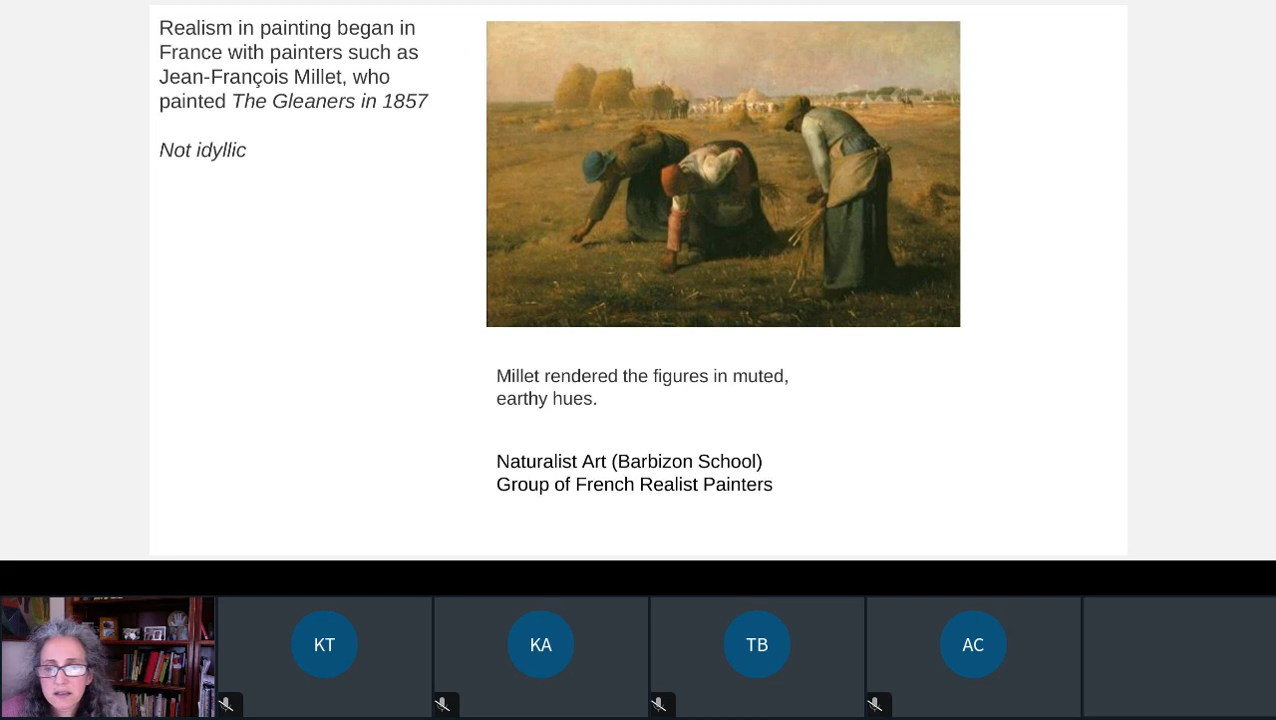 Realism in painting began in
France with painters such as
Jean-François Millet, who
painted The Gleaners in 1857
Not idyllic
Millet rendered the figures in muted,
earthy hues.
Naturalist Art (Barbizon School)
Group of French Realist Painters
KT
KA
TB
AC